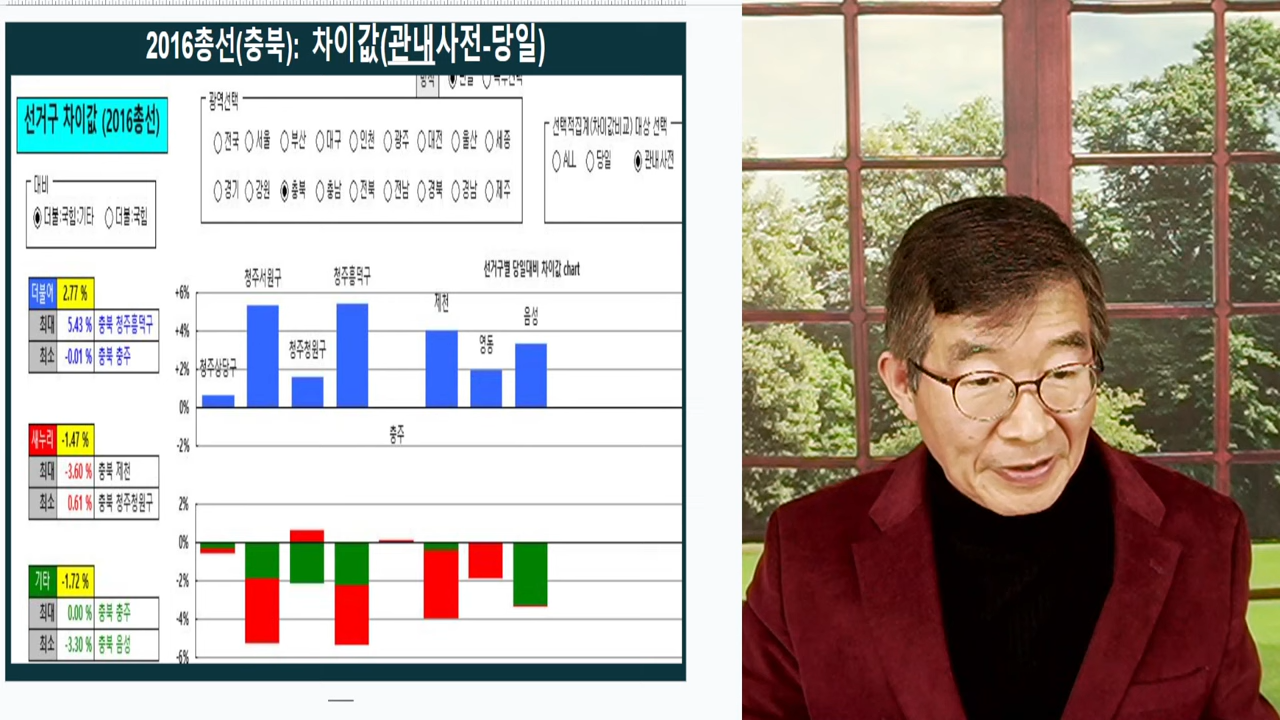 2016총선(충북): 차이값(관내사전-당일)
선거구 차이값 (2016총선)
광역선택
전국 서울 부산 대구 인천 광주 대전 울산 세종
경기 강원 충북 충남 전북 전남 경북 경남 제주
선택적집계(차이값비교) 대상 선택
ALL 당일 관내사전
대비
더불:국힘:기타 더불:국힘
더불어 2.77 %
최대 5.43 % 충북 청주흥덕구
최소 -0.01 % 충북 충주
새누리 -1.47 %
최대 -3.60 % 충북 제천
최소 0.61 % 충북 청주청원구
기타 -1.72 %
최대 0.00 % 충북 충주
최소 -3.30 % 충북 음성
선거구별 당일대비 차이값 chart
+6%
+4%
+2%
0%
-2%
청주상당구
청주서원구
청주청원구
청주흥덕구
충주
제천
영동
음성
2%
0%
-2%
-4%
-6%